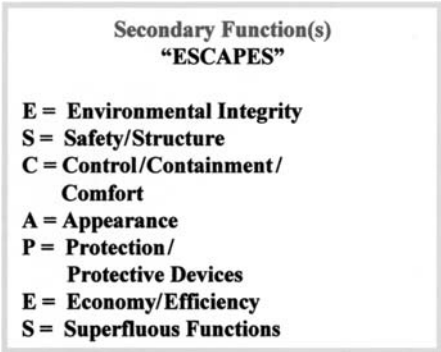 Secondary Function(s)
“ESCAPES”
E = Environmental Integrity
S = Safety/Structure
C = Control/Containment/
Comfort
A = Appearance
P = Protection/
Protective Devices
E = Economy/Efficiency
S = Superfluous Functions